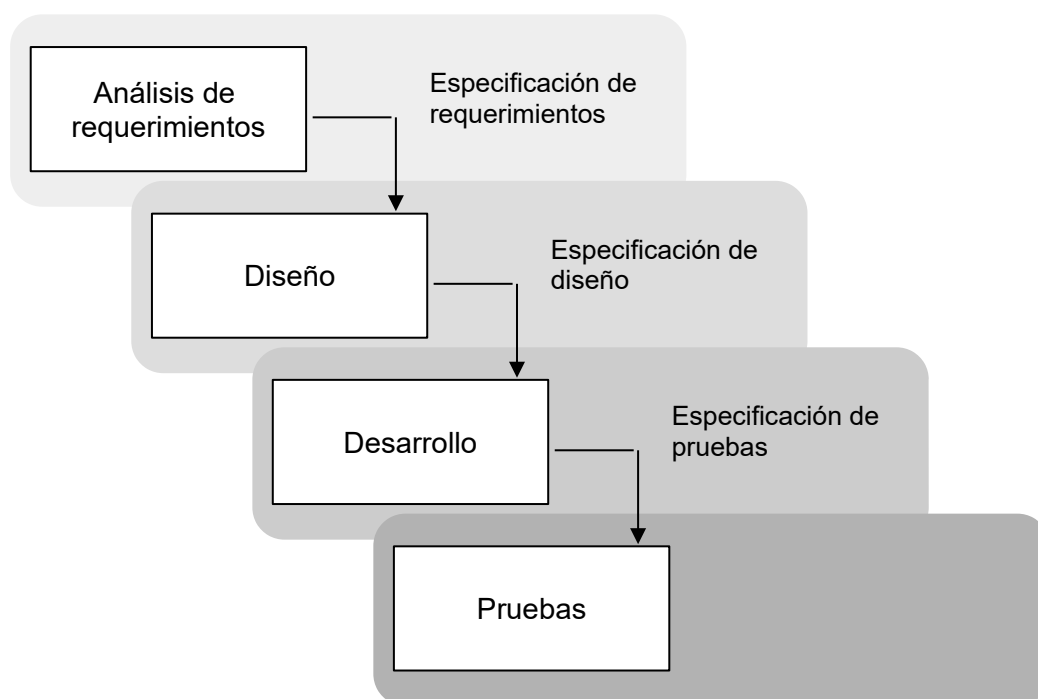 Análisis de
requerimientos
Especificación de
requerimientos
Diseño
Especificación de
diseño
Desarrollo
Especificación de
pruebas
Pruebas